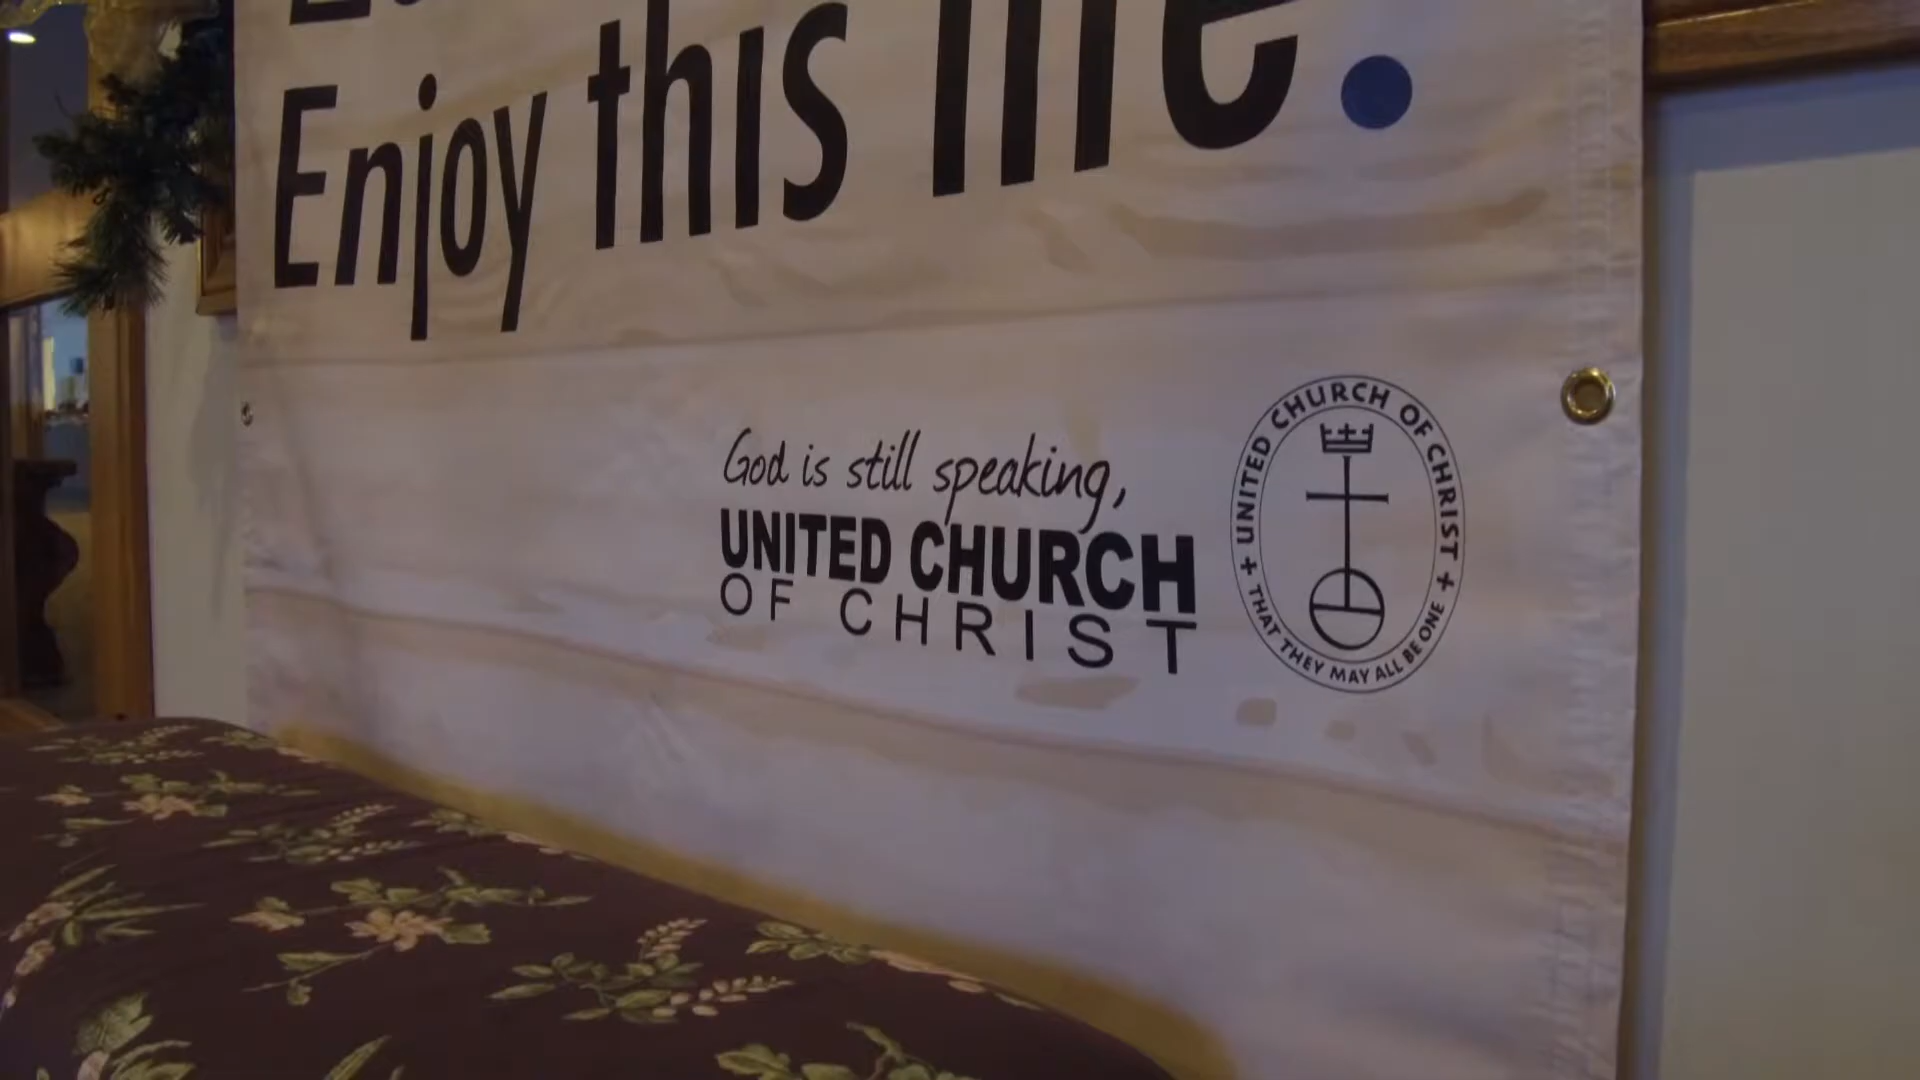 Enjoy this life.
God is still speaking,
UNITED CHURCH
OF CHRIST
UNITED CHURCH OF CHRIST
+ THAT THEY MAY ALL BE ONE +